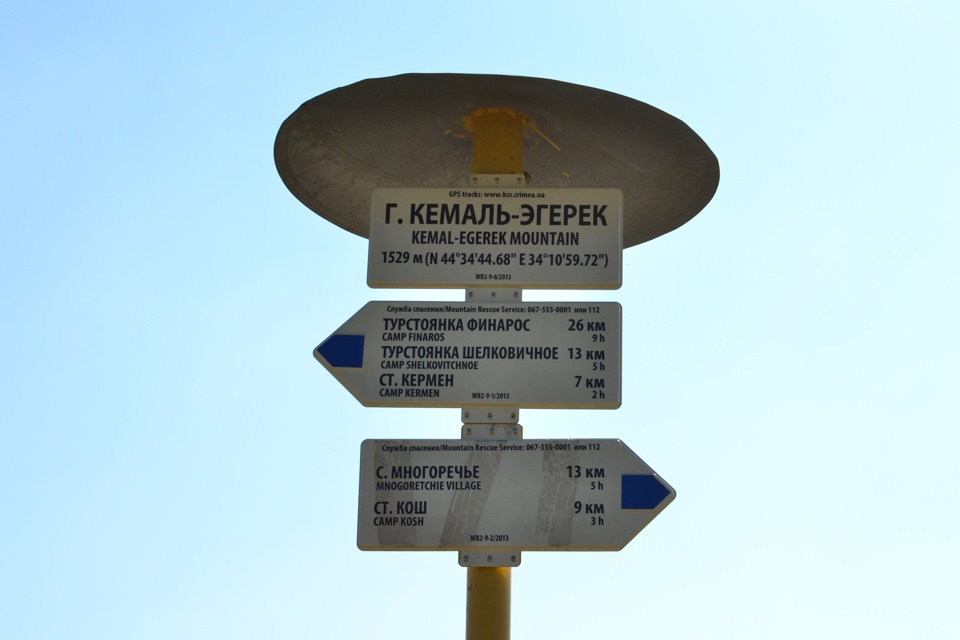 GPS tracks: www.kss.crimea.ua
Г. КЕМАЛЬ-ЭГЕРЕК
KEMAL-EGEREK MOUNTAIN
1529 м (N 44°34'44.68" E 34°10'59.72")
WB2-9-0/2013
Служба спасения/Mountain Rescue Service: 067-555-0001 или 112
ТУРСТОЯНКА ФИНАРОС 26 КМ
CAMP FINAROS 9 h
ТУРСТОЯНКА ШЕЛКОВИЧНОЕ 13 КМ
CAMP SHELKOVITCHNOE 5 h
СТ. КЕРМЕН 7 КМ
CAMP KERMEN 2 h
WB2-9-1/2013
Служба спасения/Mountain Rescue Service: 067-555-0001 или 112
С. МНОГОРЕЧЬЕ 13 КМ
MNOGORETCHIE VILLAGE 5 h
СТ. КОШ 9 КМ
CAMP KOSH 3 h
WB2-9-2/2013